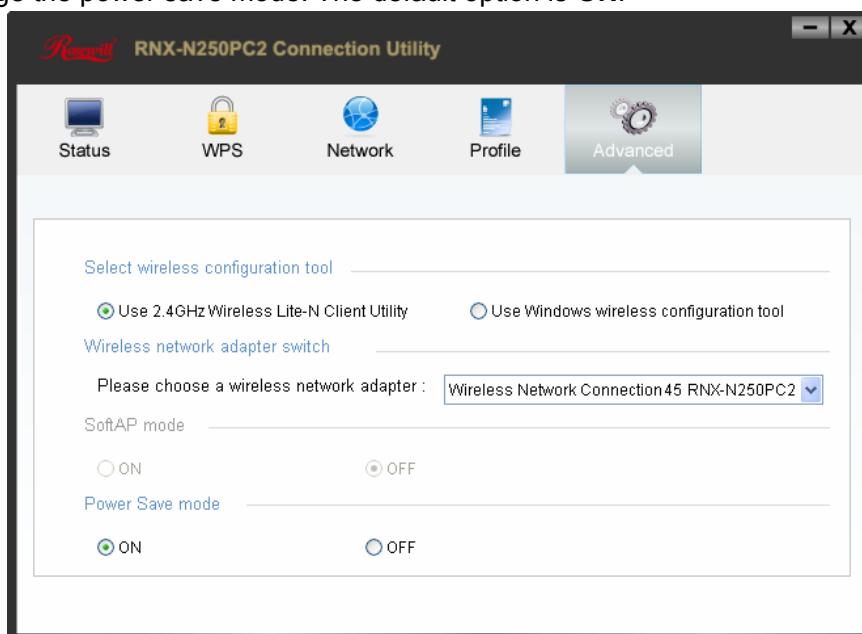 ge the power save mode. The default option is ON.
Rosewill RNX-N250PC2 Connection Utility
Status WPS Network Profile Advanced
Select wireless configuration tool
Use 2.4GHz Wireless Lite-N Client Utility Use Windows wireless configuration tool
Wireless network adapter switch
Please choose a wireless network adapter : Wireless Network Connection 45 RNX-N250PC2
SoftAP mode
ON OFF
Power Save mode
ON OFF